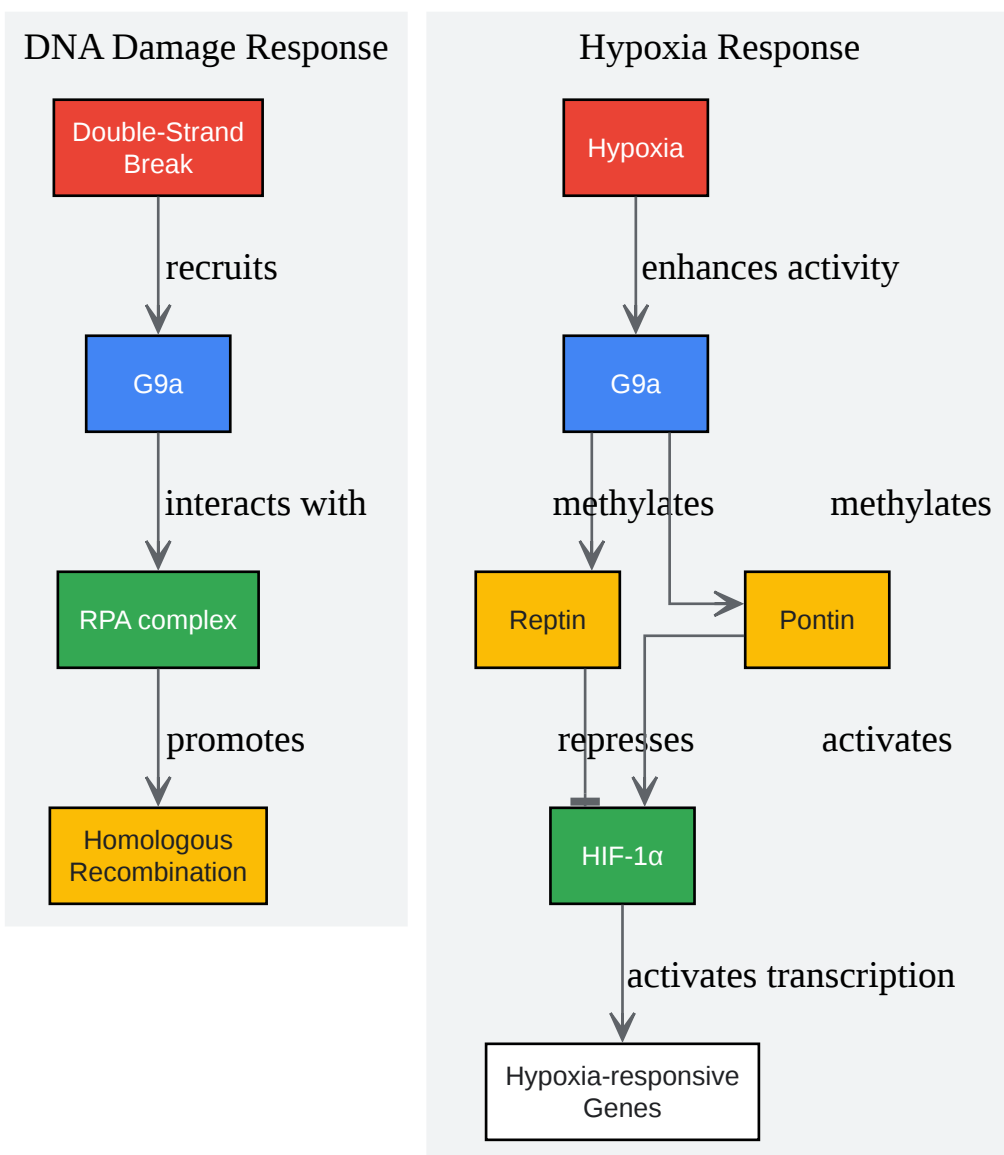 DNA Damage Response
Double-Strand
Break
recruits
G9a
interacts with
RPA complex
promotes
Homologous
Recombination
Hypoxia Response
Hypoxia
enhances activity
G9a
methylates
methylates
Reptin
Pontin
represses
activates
HIF-1α
activates transcription
Hypoxia-responsive
Genes